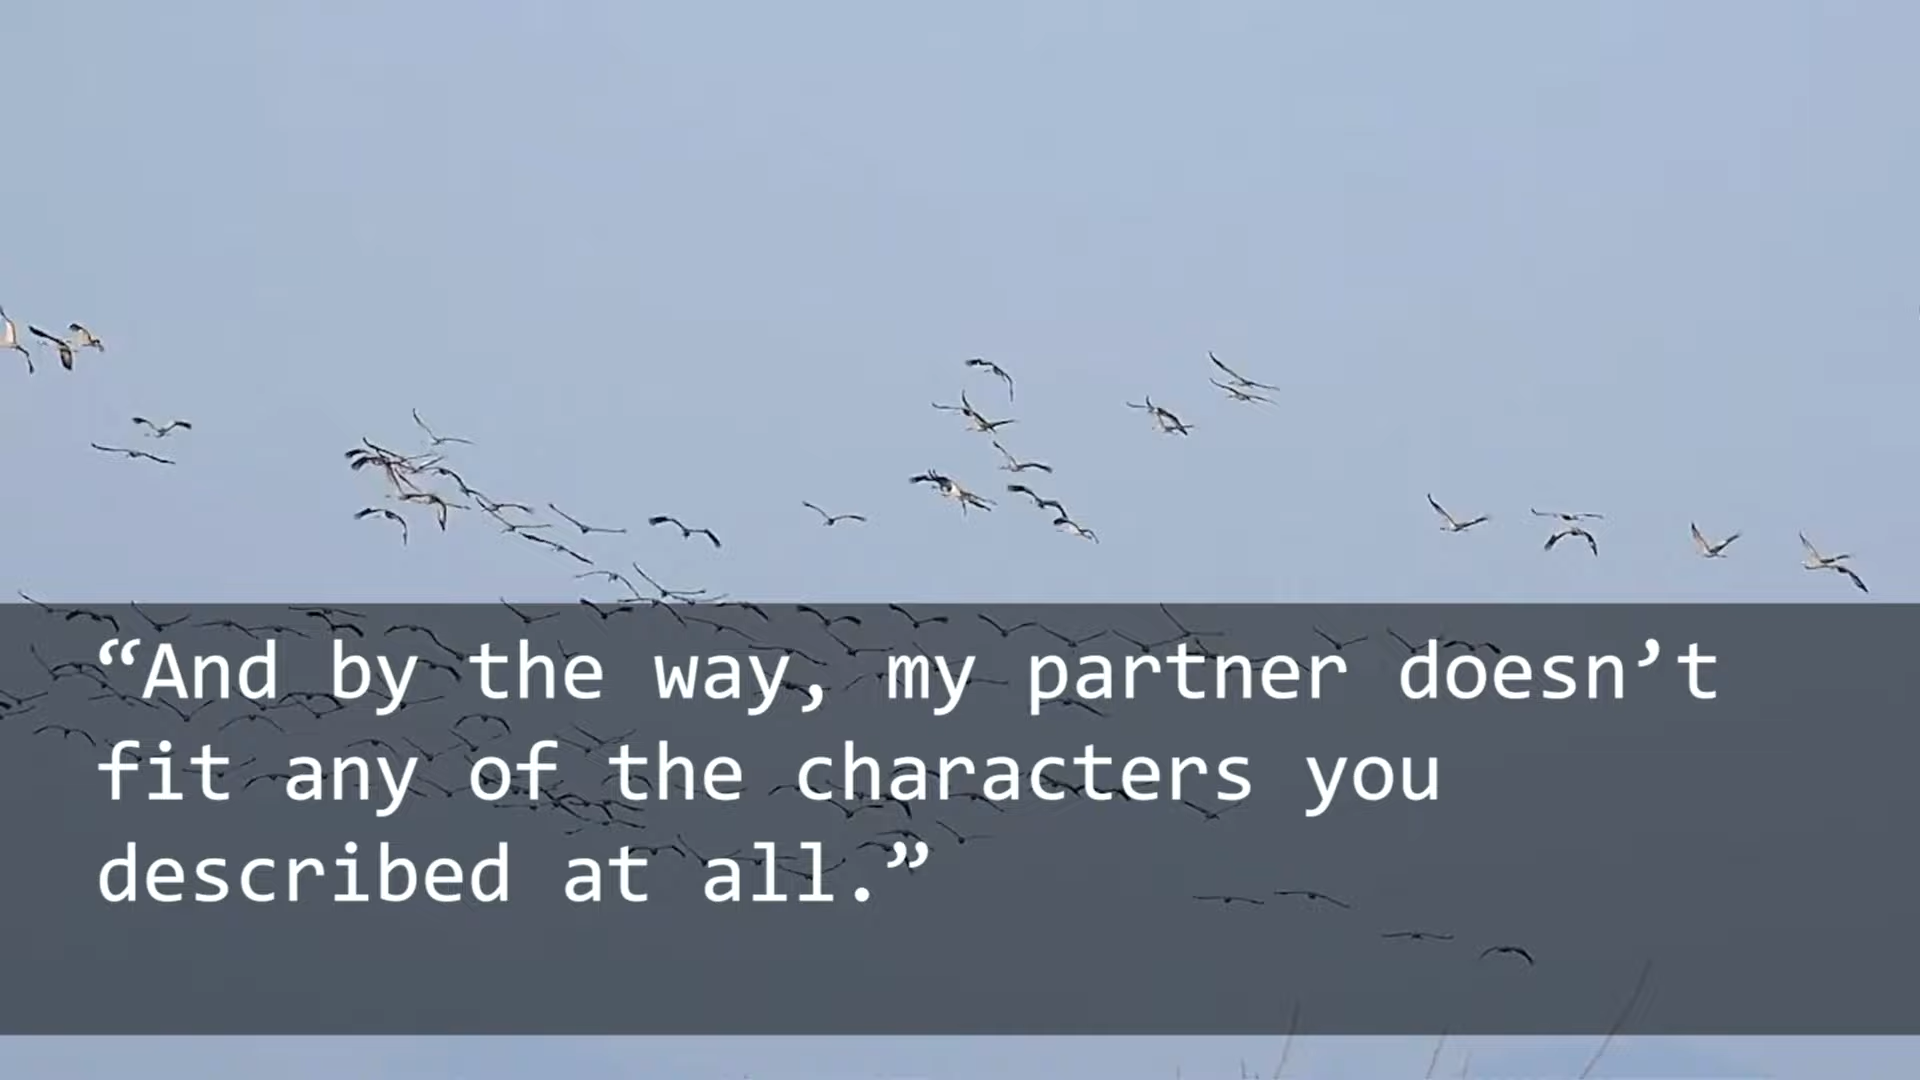 “And by the way, my partner doesn’t
fit any of the characters you
described at all.”